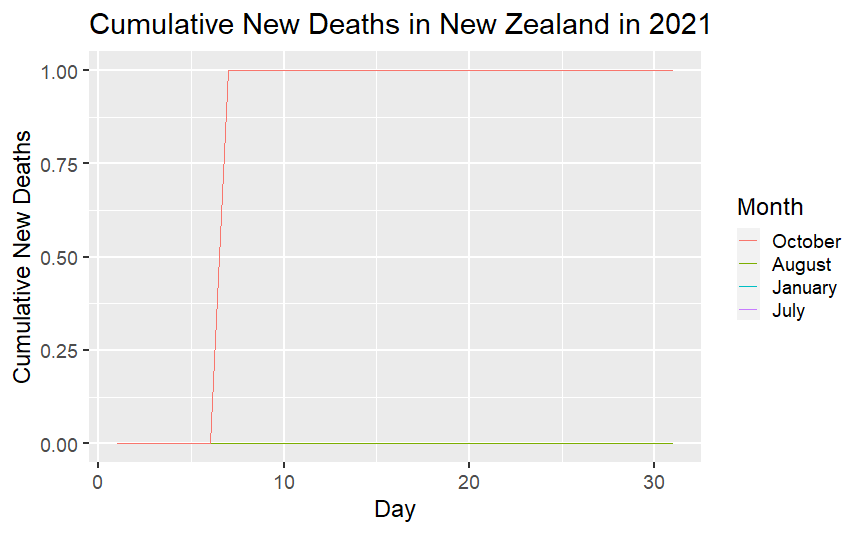 Cumulative New Deaths in New Zealand in 2021
Cumulative New Deaths
1.00
0.75
0.50
0.25
0.00
0
10
20
30
Day
Month
October
August
January
July